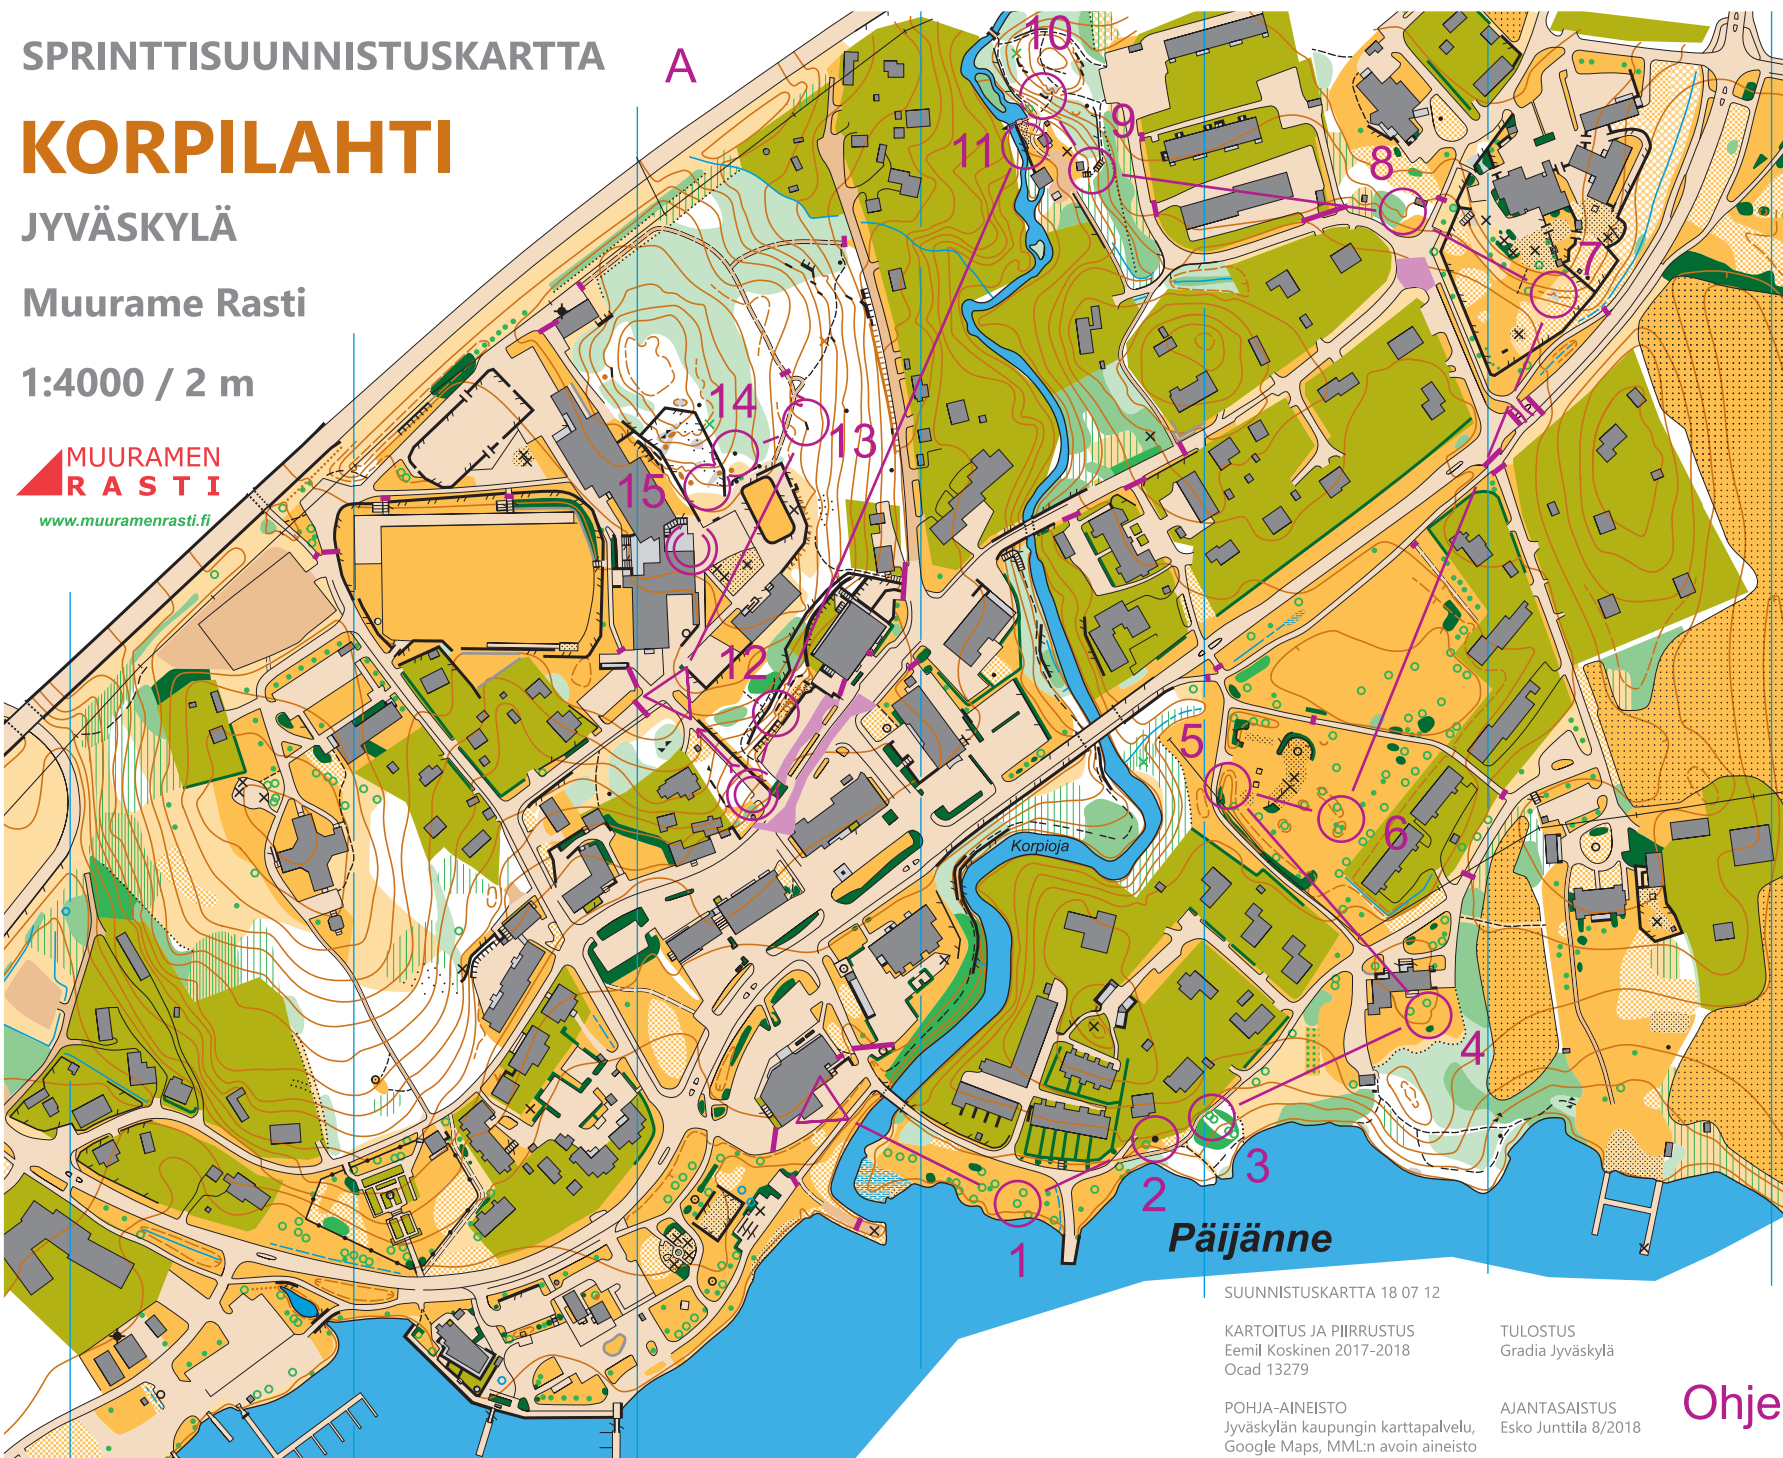 SPRINTTISUUNNISTUSKARTTA
KORPILAHTI
JYVÄSKYLÄ
Muurame Rasti
1:4000 / 2 m
MUURAMEN
RASTI
www.muuramenrasti.fi
A
10
11
9
8
7
14
13
15
12
5
6
Korpioja
4
3
2
1
Päijänne
SUUNNISTUSKARTTA 18 07 12
KARTOITUS JA PIIRRUSTUS
Eemil Koskinen 2017-2018
Ocad 13279
TULOSTUS
Gradia Jyväskylä
POHJA-AINEISTO
Jyväskylän kaupungin karttapalvelu,
Google Maps, MML:n avoin aineisto
AJANTASAISTUS
Esko Junttila 8/2018
Ohje